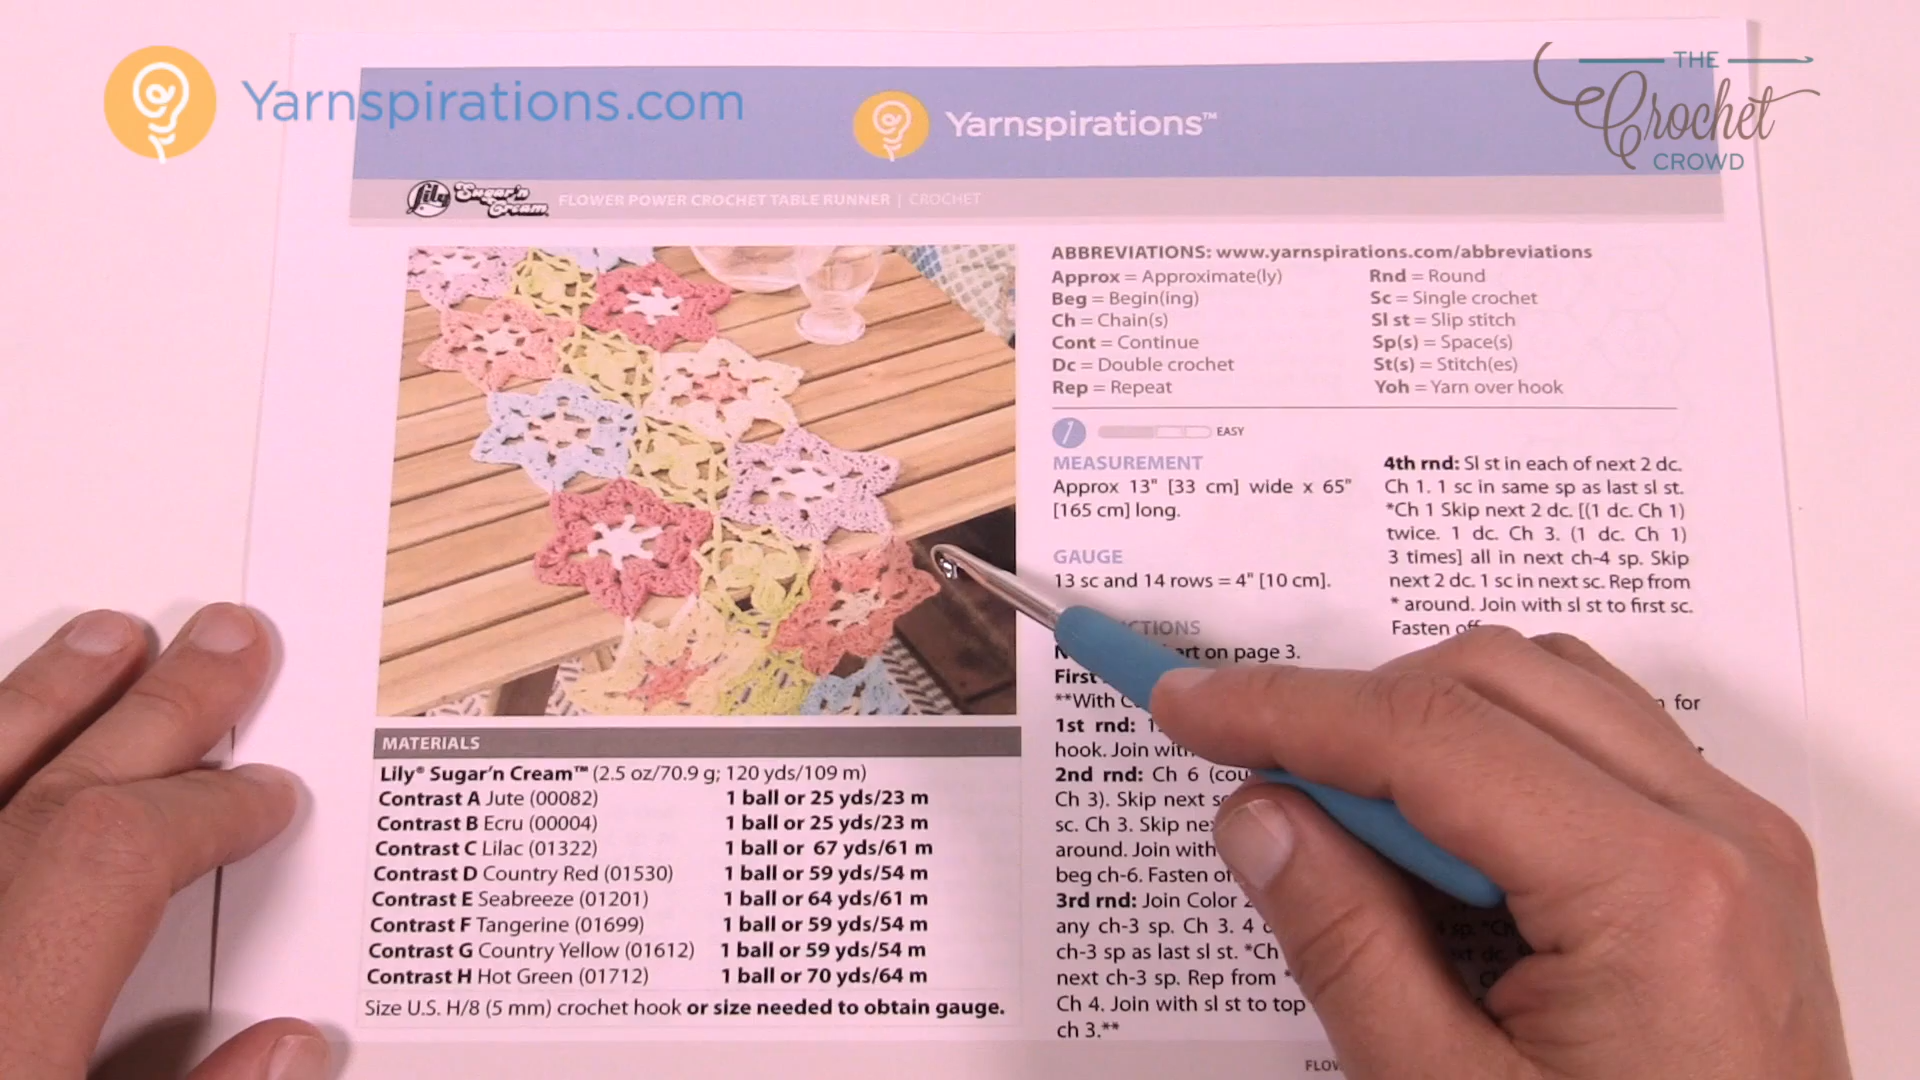 Yarnspirations.com
Yarnspirations™
THE
Crochet
CROWD
Lily Sugar'n Cream
FLOWER POWER CROCHET TABLE RUNNER | CROCHET
ABBREVIATIONS: www.yarnspirations.com/abbreviations
Approx = Approximate(ly)
Beg = Begin(ing)
Ch = Chain(s)
Cont = Continue
Dc = Double crochet
Rep = Repeat
Rnd = Round
Sc = Single crochet
Sl st = Slip stitch
Sp(s) = Space(s)
St(s) = Stitch(es)
Yoh = Yarn over hook
EASY
MEASUREMENT
Approx 13" [33 cm] wide x 65"
[165 cm] long.
GAUGE
13 sc and 14 rows = 4" [10 cm].
on page 3.
First
**With
1st rnd:
hook. Join
2nd rnd: Ch 6
Ch 3). Skip next
sc. Ch 3. Skip
around. Join with
beg ch-6. Fasten
3rd rnd: Join Color
any ch-3 sp. Ch 3. 4
ch-3 sp as last sl st. *Ch
next ch-3 sp. Rep from *
Ch 4. Join with sl st to top
ch 3.**
4th rnd: Sl st in each of next 2 dc.
Ch 1. 1 sc in same sp as last sl st.
*Ch 1 Skip next 2 dc. [(1 dc. Ch 1)
twice. 1 dc. Ch 3. (1 dc. Ch 1)
3 times] all in next ch-4 sp. Skip
next 2 dc. 1 sc in next sc. Rep from
* around. Join with sl st to first sc.
Fasten
for
MATERIALS
Lily® Sugar'n Cream™ (2.5 oz/70.9 g; 120 yds/109 m)
Contrast A Jute (00082) 1 ball or 25 yds/23 m
Contrast B Ecru (00004) 1 ball or 25 yds/23 m
Contrast C Lilac (01322) 1 ball or 67 yds/61 m
Contrast D Country Red (01530) 1 ball or 59 yds/54 m
Contrast E Seabreeze (01201) 1 ball or 64 yds/61 m
Contrast F Tangerine (01699) 1 ball or 59 yds/54 m
Contrast G Country Yellow (01612) 1 ball or 59 yds/54 m
Contrast H Hot Green (01712) 1 ball or 70 yds/64 m
Size U.S. H/8 (5 mm) crochet hook or size needed to obtain gauge.